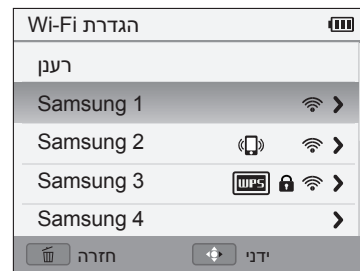 הגדרת Wi-Fi
רענן
Samsung 1
Samsung 2
Samsung 3 WPS
Samsung 4
חזרה ידני